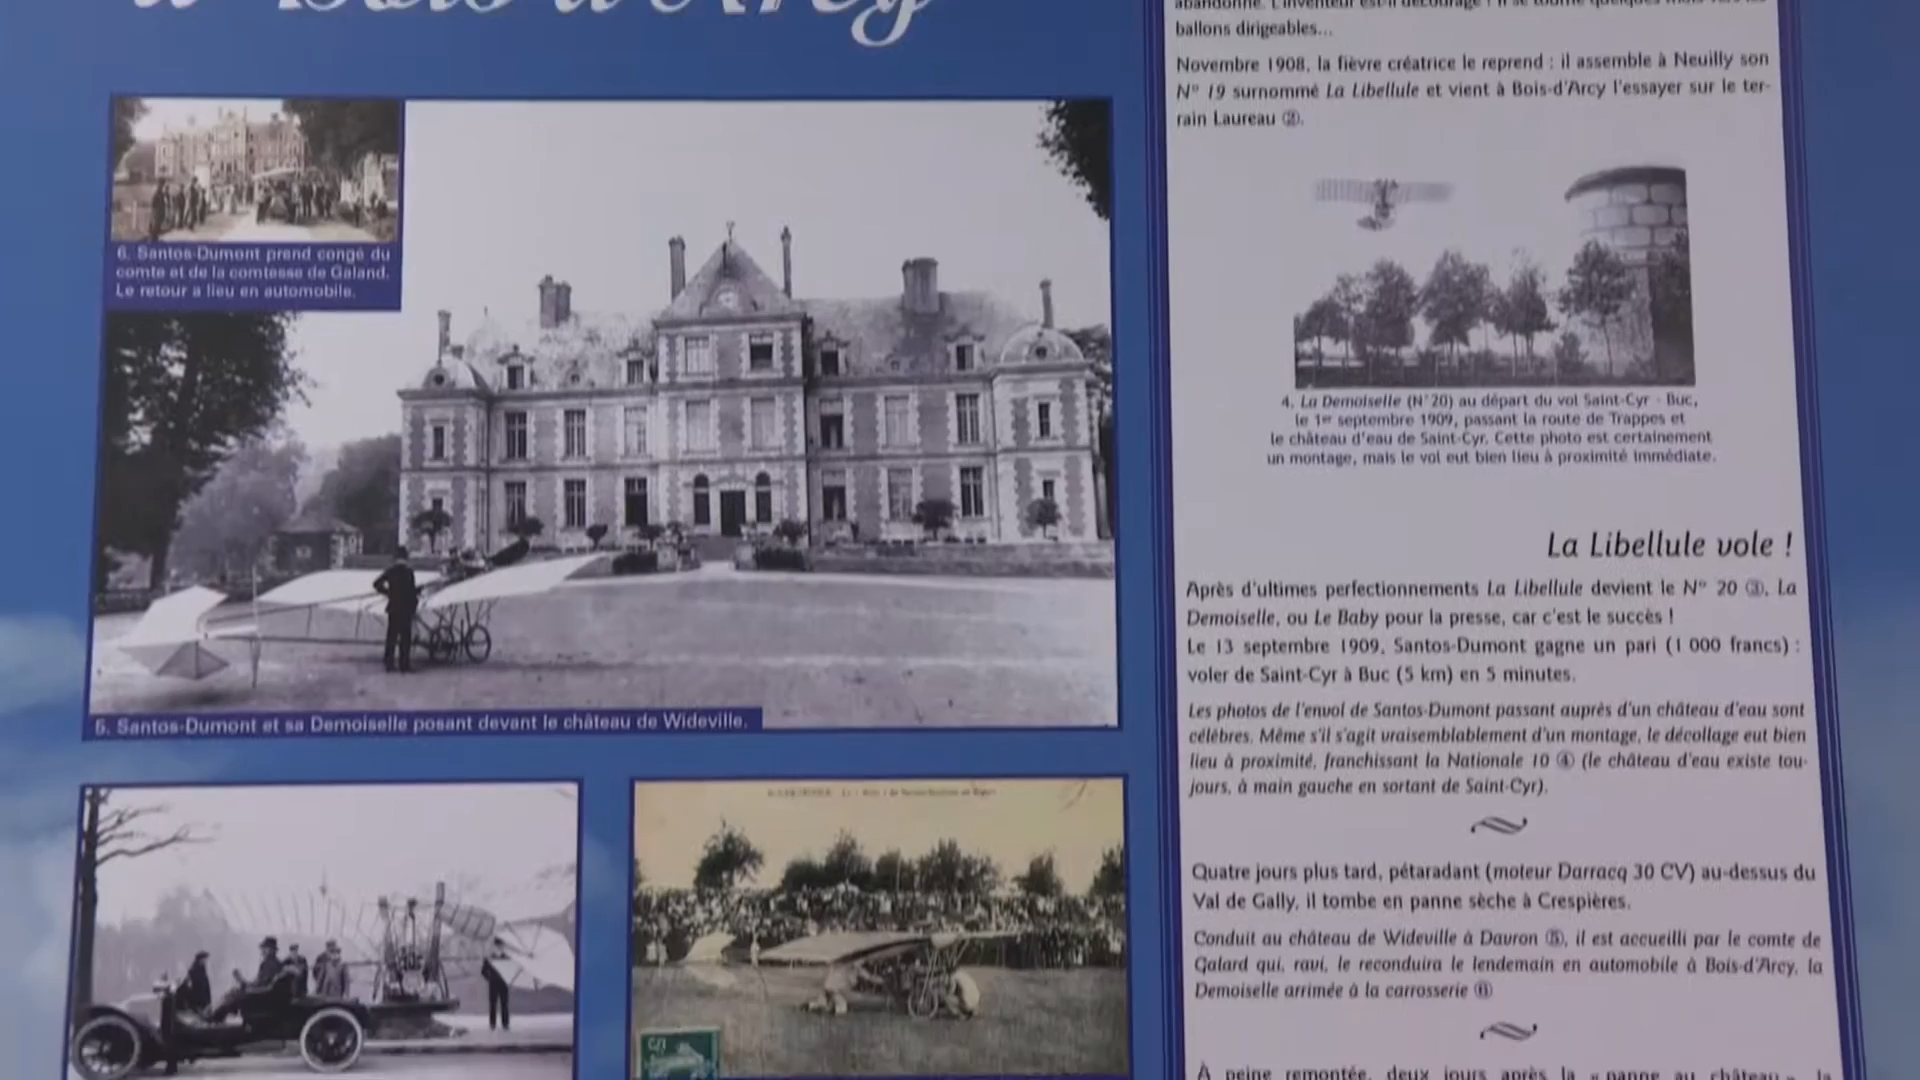 à Bois d'Arcy
6. Santos-Dumont prend congé du
comte et de la comtesse de Galand.
Le retour a lieu en automobile.
5. Santos-Dumont et sa Demoiselle posant devant le château de Wideville.
ballons dirigeables...
Novembre 1908, la fièvre créatrice le reprend : il assemble à Neuilly son
N° 19 surnommé La Libellule et vient à Bois-d'Arcy l'essayer sur le ter-
rain Laureau ②.
4. La Demoiselle (N°20) au départ du vol Saint-Cyr - Buc,
le 1er septembre 1909, passant la route de Trappes et
le château d'eau de Saint-Cyr. Cette photo est certainement
un montage, mais le vol eut bien lieu à proximité immédiate.
La Libellule vole !
Après d'ultimes perfectionnements La Libellule devient le N° 20 ③, La
Demoiselle, ou Le Baby pour la presse, car c'est le succès !
Le 13 septembre 1909, Santos-Dumont gagne un pari (1 000 francs) :
voler de Saint-Cyr à Buc (5 km) en 5 minutes.
Les photos de l'envol de Santos-Dumont passant auprès d'un château d'eau sont
célèbres. Même s'il s'agit vraisemblablement d'un montage, le décollage eut bien
lieu à proximité, franchissant la Nationale 10 ④ (le château d'eau existe tou-
jours, à main gauche en sortant de Saint-Cyr).
Quatre jours plus tard, pétaradant (moteur Darracq 30 CV) au-dessus du
Val de Gally, il tombe en panne sèche à Crespières.
Conduit au château de Wideville à Davron ⑤, il est accueilli par le comte de
Galard qui, ravi, le reconduira le lendemain en automobile à Bois-d'Arcy, la
Demoiselle arrimée à la carrosserie ⑥
À peine remontée, deux jours après la « panne au château », la